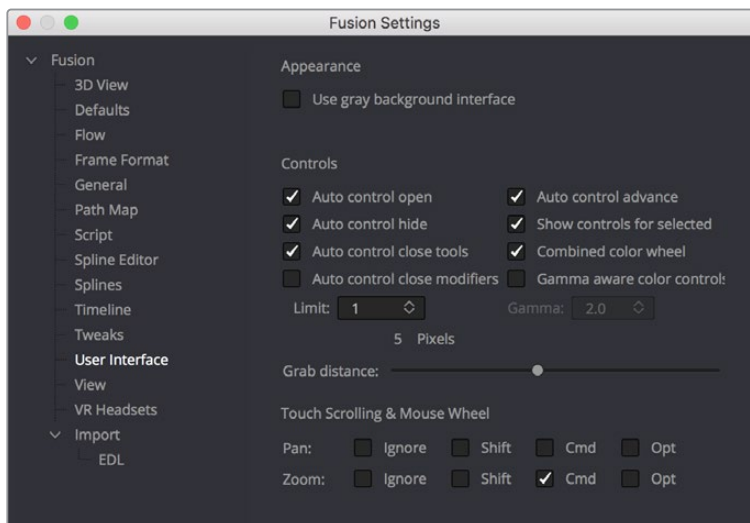 Fusion Settings
Fusion
3D View
Defaults
Flow
Frame Format
General
Path Map
Script
Spline Editor
Splines
Timeline
Tweaks
User Interface
View
VR Headsets
Import
EDL
Appearance
Use gray background interface
Controls
Auto control open
Auto control advance
Auto control hide
Show controls for selected
Auto control close tools
Combined color wheel
Auto control close modifiers
Gamma aware color controls
Limit: 1
Gamma: 2.0
5 Pixels
Grab distance:
Touch Scrolling & Mouse Wheel
Pan: Ignore Shift Cmd Opt
Zoom: Ignore Shift Cmd Opt